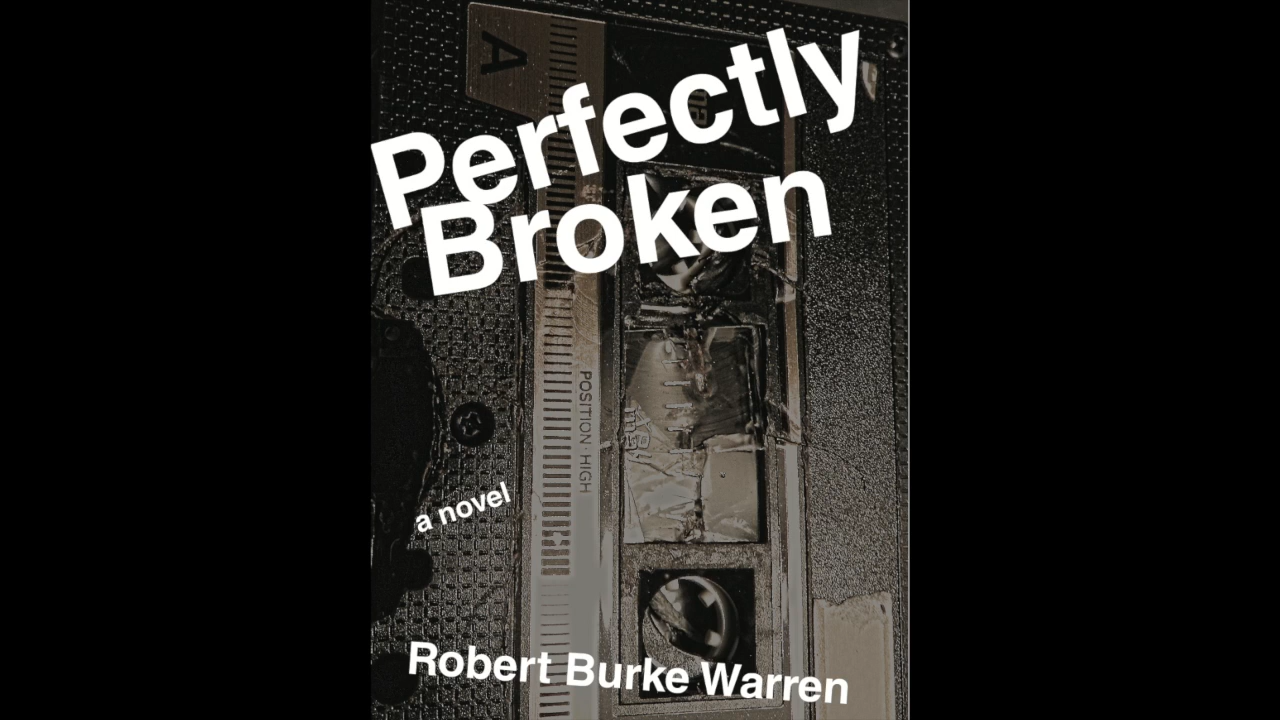 A
Perfectly
Broken
POSITION · HIGH
a novel
Robert Burke Warren